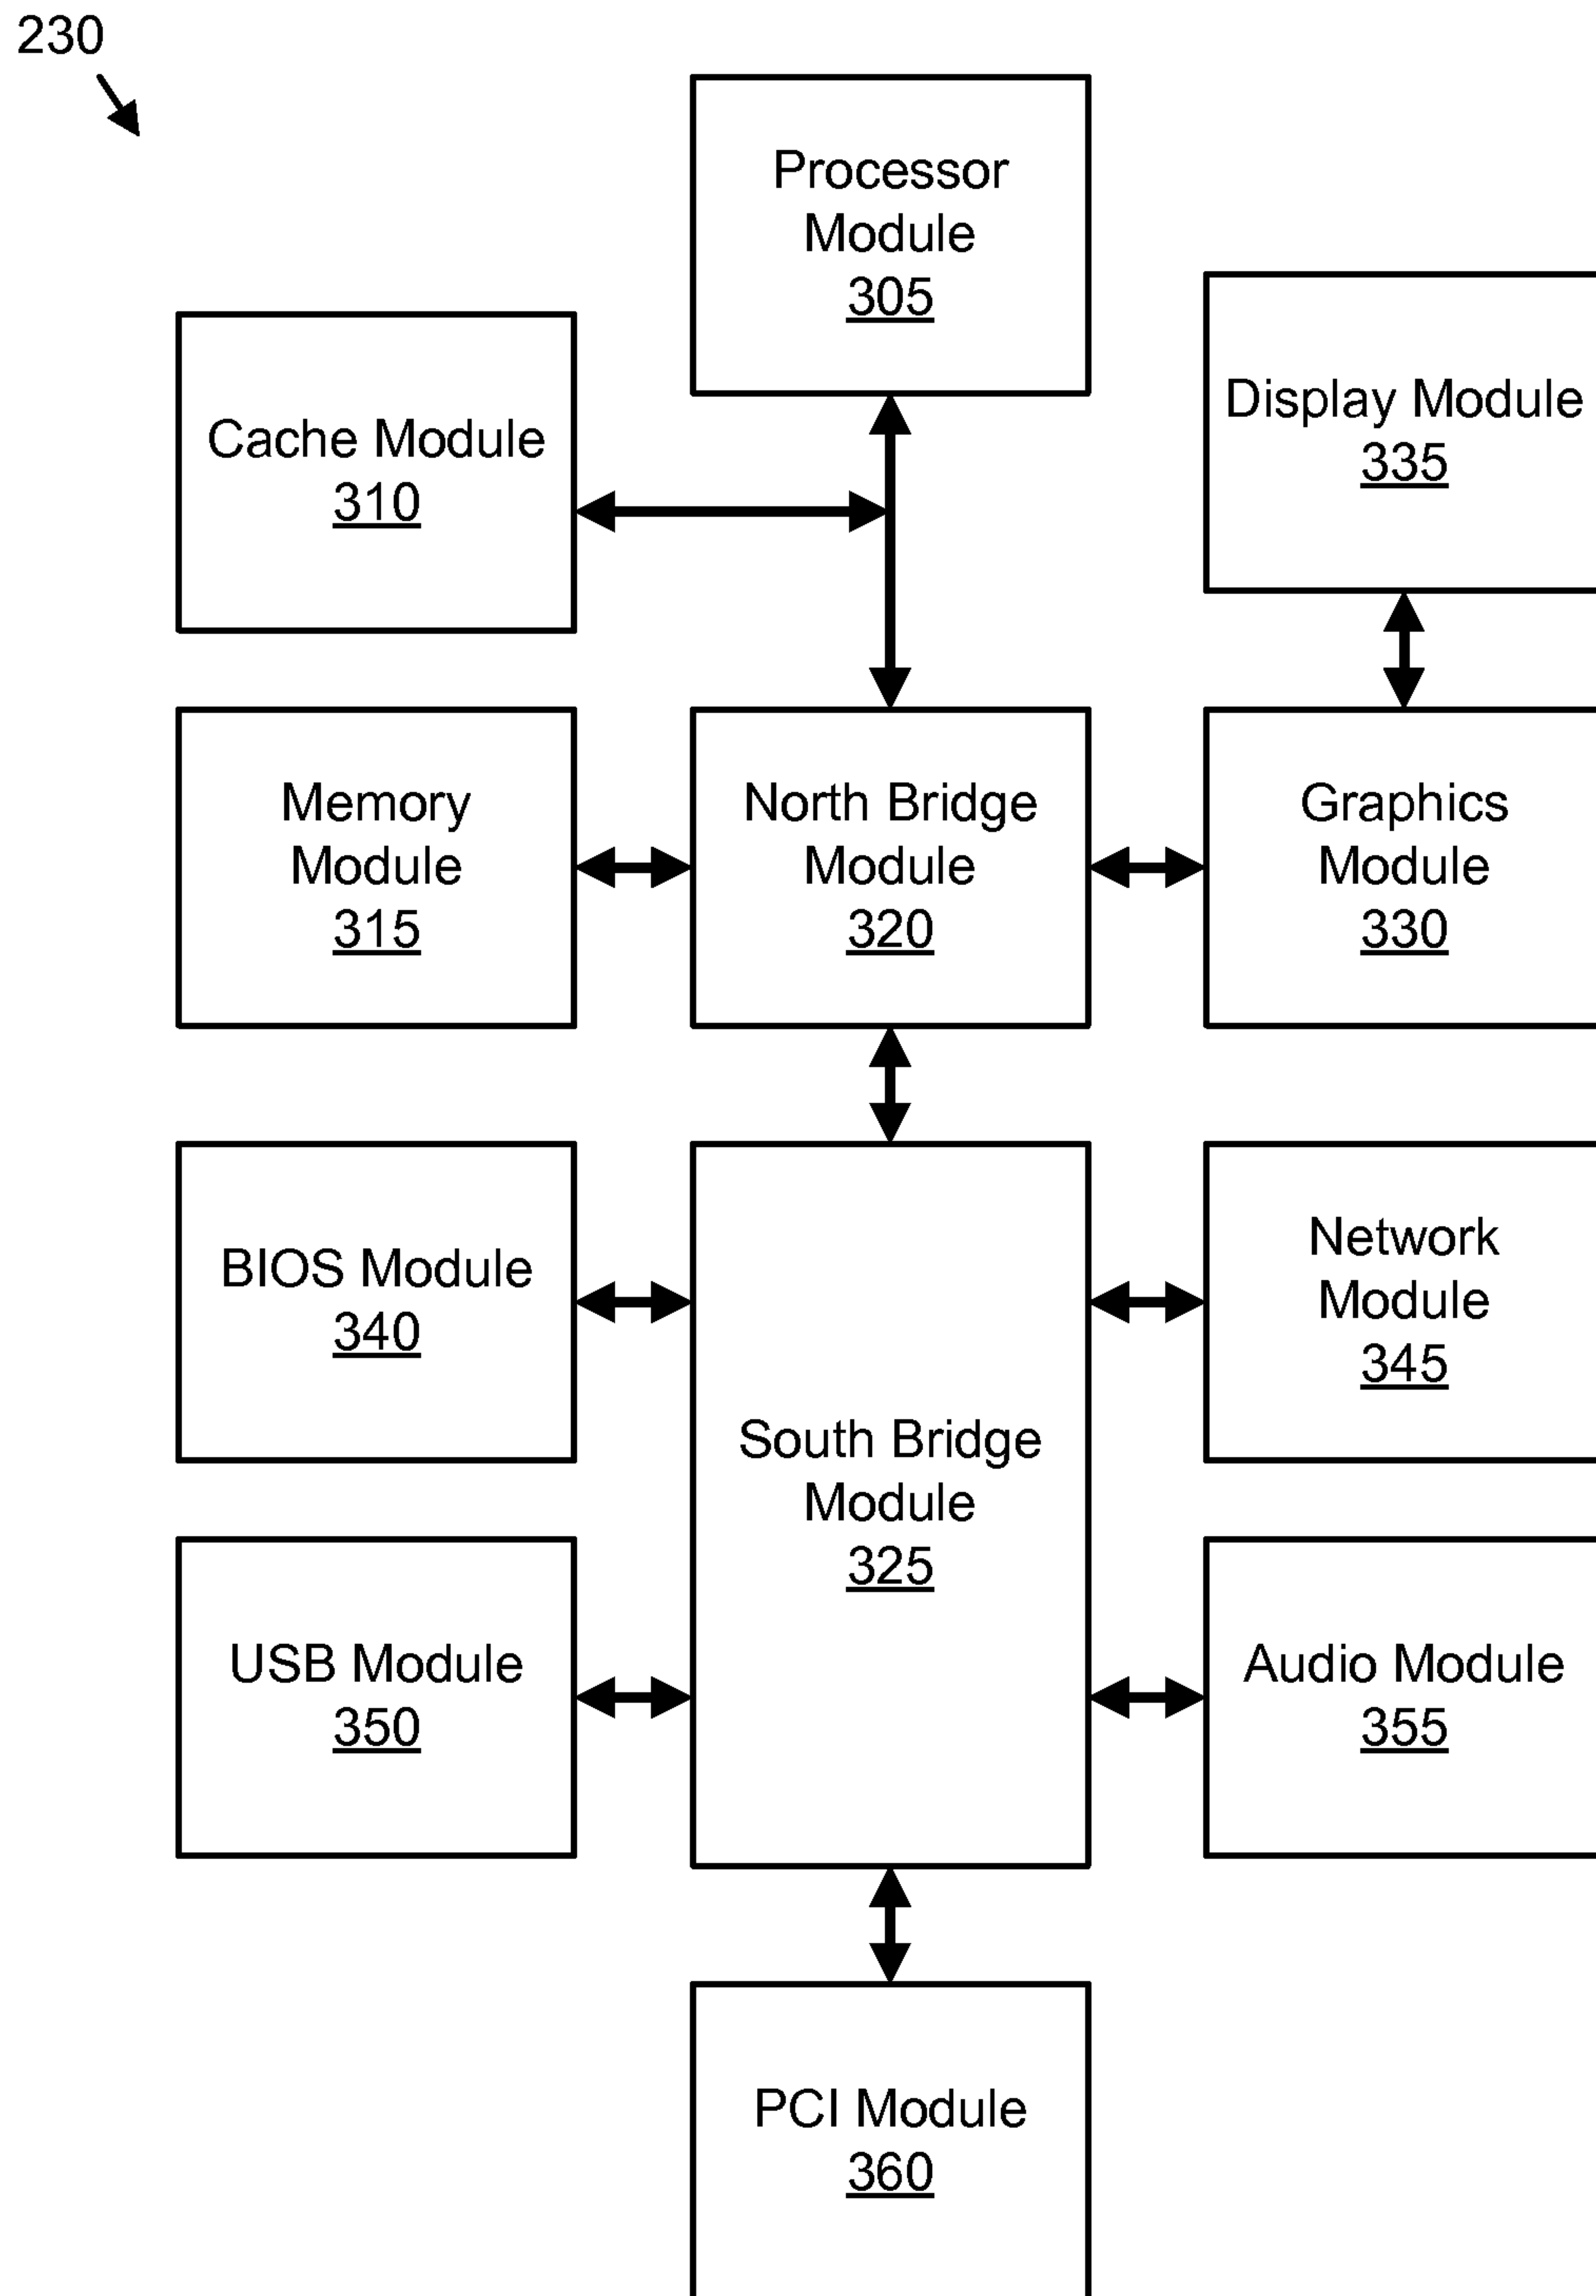 230
Processor
Module
305
Cache Module
310
Display Module
335
Memory
Module
315
North Bridge
Module
320
Graphics
Module
330
BIOS Module
340
South Bridge
Module
325
Network
Module
345
USB Module
350
Audio Module
355
PCI Module
360